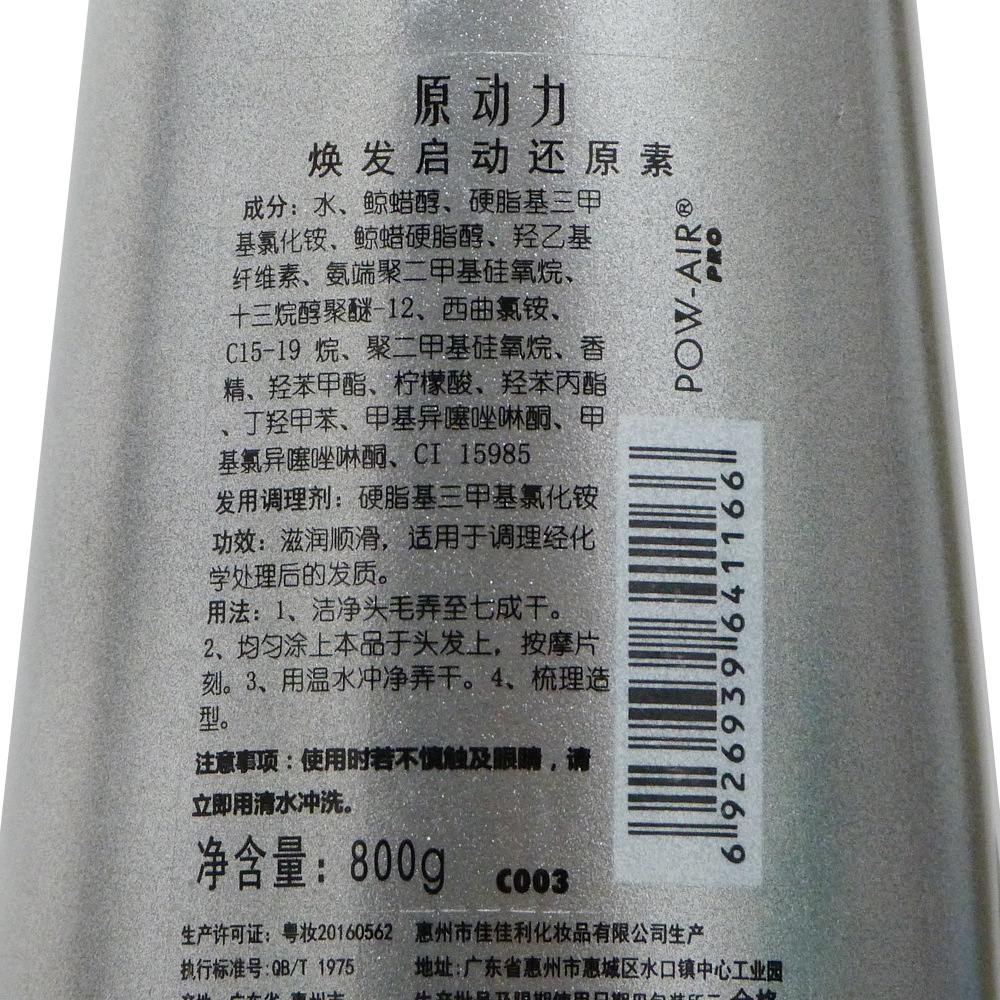 原动力
焕发启动还原素
成分：水、鲸蜡醇、硬脂基三甲
基氯化铵、鲸蜡硬脂醇、羟乙基
纤维素、氨端聚二甲基硅氧烷、
十三烷醇聚醚-12、西曲氯铵、
C15-19 烷、聚二甲基硅氧烷、香
精、羟苯甲酯、柠檬酸、羟苯丙酯
、丁羟甲苯、甲基异噻唑啉酮、甲
基氯异噻唑啉酮、CI 15985
发用调理剂：硬脂基三甲基氯化铵
功效：滋润顺滑，适用于调理经化
学处理后的发质。
用法：1、洁净头毛弄至七成干。
2、均匀涂上本品于头发上，按摩片
刻。3、用温水冲净弄干。4、梳理造
型。
注意事项：使用时若不慎触及眼睛，请
立即用清水冲洗。
净含量：800g
C003
POW-AIR®
PRO
6926939641166
生产许可证：粤妆20160562
惠州市佳佳利化妆品有限公司生产
执行标准号:QB/T 1975
地址:广东省惠州市惠城区水口镇中心工业园